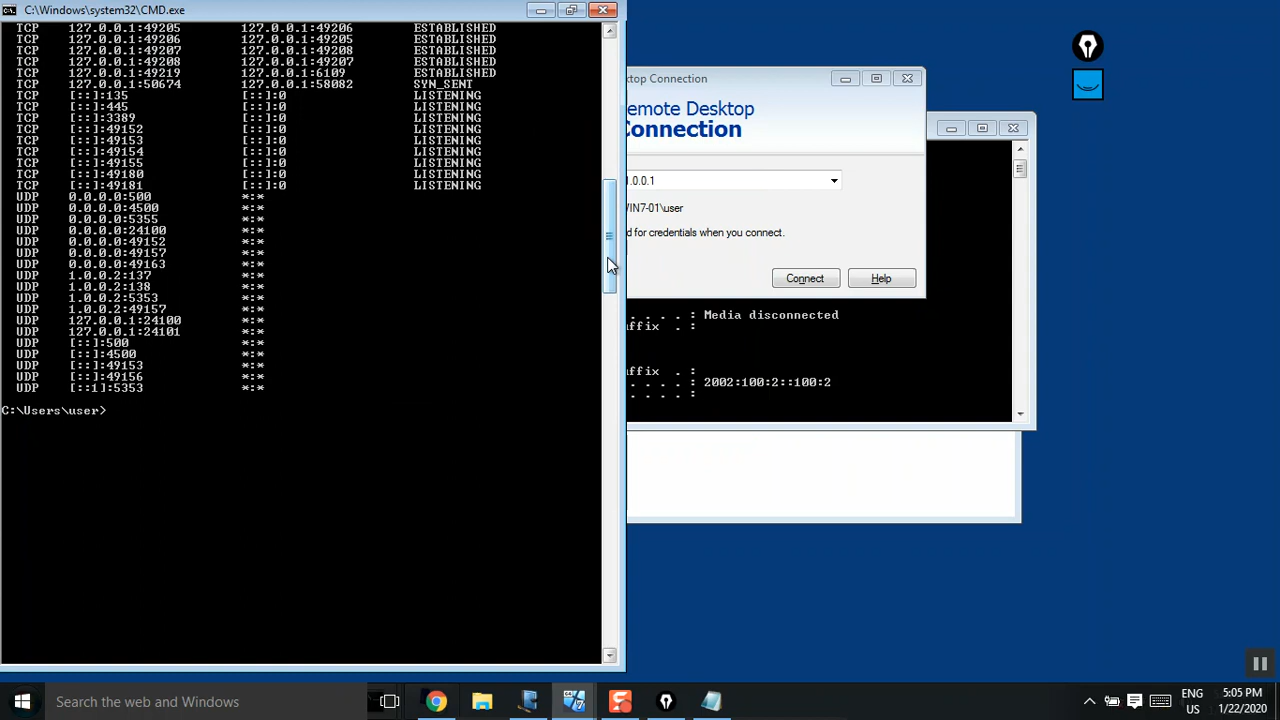 C:\Windows\system32\CMD.exe
TCP 127.0.0.1:49205 127.0.0.1:49206 ESTABLISHED
TCP 127.0.0.1:49206 127.0.0.1:49205 ESTABLISHED
TCP 127.0.0.1:49207 127.0.0.1:49208 ESTABLISHED
TCP 127.0.0.1:49208 127.0.0.1:49207 ESTABLISHED
TCP 127.0.0.1:49219 127.0.0.1:6109 ESTABLISHED
TCP 127.0.0.1:50674 127.0.0.1:58082 SYN_SENT
TCP [::]:135 [::]:0 LISTENING
TCP [::]:445 [::]:0 LISTENING
TCP [::]:3389 [::]:0 LISTENING
TCP [::]:49152 [::]:0 LISTENING
TCP [::]:49153 [::]:0 LISTENING
TCP [::]:49154 [::]:0 LISTENING
TCP [::]:49155 [::]:0 LISTENING
TCP [::]:49180 [::]:0 LISTENING
TCP [::]:49181 [::]:0 LISTENING
UDP 0.0.0.0:500 *:*
UDP 0.0.0.0:4500 *:*
UDP 0.0.0.0:5355 *:*
UDP 0.0.0.0:24100 *:*
UDP 0.0.0.0:49152 *:*
UDP 0.0.0.0:49157 *:*
UDP 0.0.0.0:49163 *:*
UDP 1.0.0.2:137 *:*
UDP 1.0.0.2:138 *:*
UDP 1.0.0.2:5353 *:*
UDP 1.0.0.2:49157 *:*
UDP 127.0.0.1:24100 *:*
UDP 127.0.0.1:24101 *:*
UDP [::]:500 *:*
UDP [::]:4500 *:*
UDP [::]:49153 *:*
UDP [::]:49156 *:*
UDP [::1]:5353 *:*
C:\Users\user>
top Connection
emote Desktop
Connection
.0.0.1
VIN7-01\user
d for credentials when you connect.
Connect
Help
. . . . : Media disconnected
uffix . :
uffix . :
. . . . . : 2002:100:2::100:2
. . . . :
Search the web and Windows
ENG
US
5:05 PM
1/22/2020